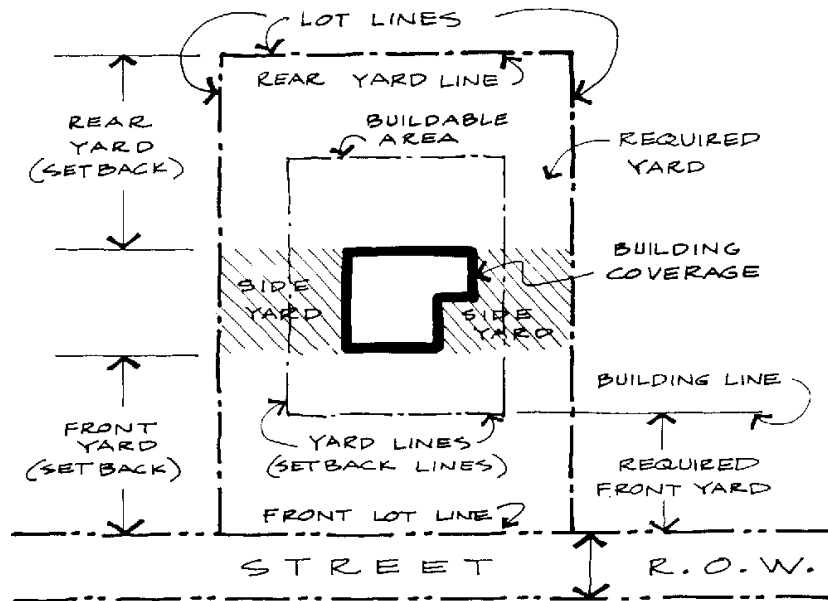 LOT LINES
REAR YARD LINE
BUILDABLE
AREA
REAR
YARD
(SETBACK)
REQUIRED
YARD
BUILDING
COVERAGE
SIDE
YARD
SIDE
YARD
BUILDING LINE
FRONT
YARD
(SETBACK)
YARD LINES
(SETBACK LINES)
REQUIRED
FRONT YARD
FRONT LOT LINE
STREET R.O.W.